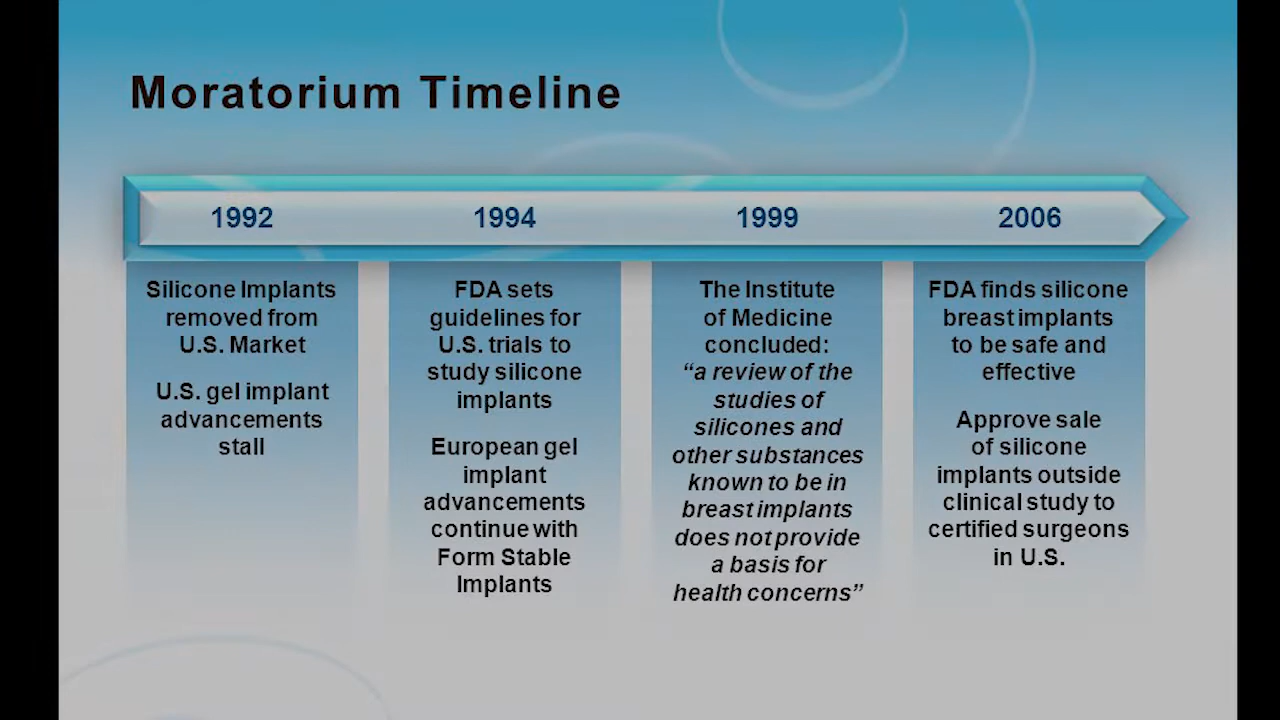 Moratorium Timeline
1992
1994
1999
2006
Silicone Implants
removed from
U.S. Market
U.S. gel implant
advancements
stall
FDA sets
guidelines for
U.S. trials to
study silicone
implants
European gel
implant
advancements
continue with
Form Stable
Implants
The Institute
of Medicine
concluded:
“a review of the
studies of
silicones and
other substances
known to be in
breast implants
does not provide
a basis for
health concerns”
FDA finds silicone
breast implants
to be safe and
effective
Approve sale
of silicone
implants outside
clinical study to
certified surgeons
in U.S.